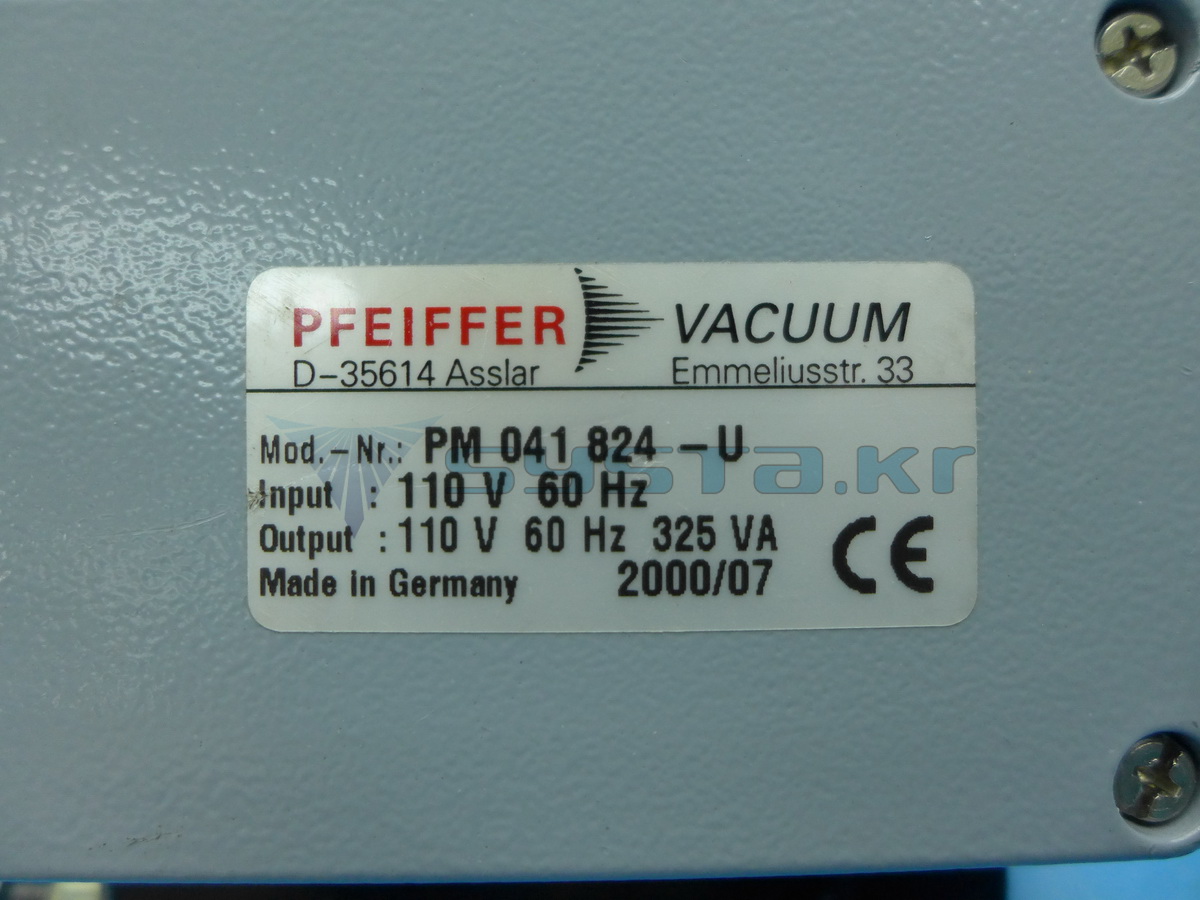 PFEIFFER VACUUM
D-35614 Asslar Emmeliusstr. 33
Mod.-Nr.: PM 041 824 -U
systa.kr
Input : 110 V 60 Hz
Output : 110 V 60 Hz 325 VA
Made in Germany 2000/07 CE